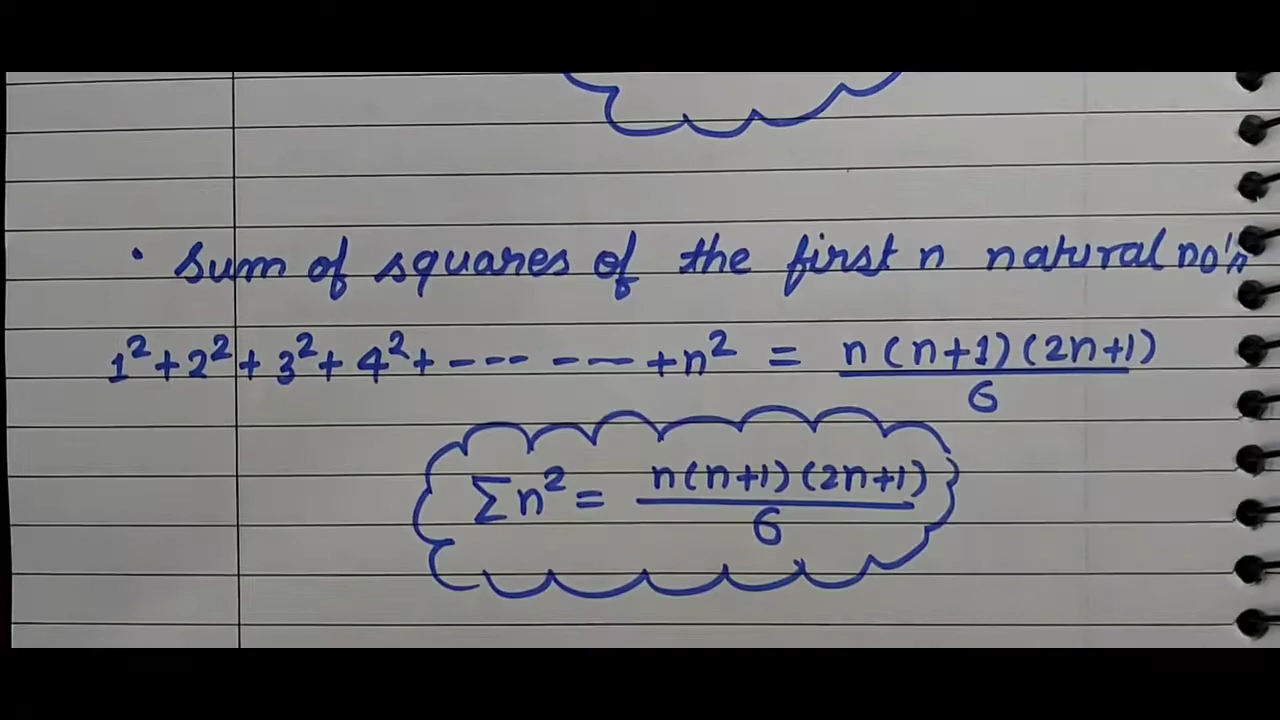 • Sum of squares of the first n natural no's
1² + 2² + 3² + 4² + --- --- + n² = n(n+1)(2n+1) / 6
Σn² = n(n+1)(2n+1) / 6